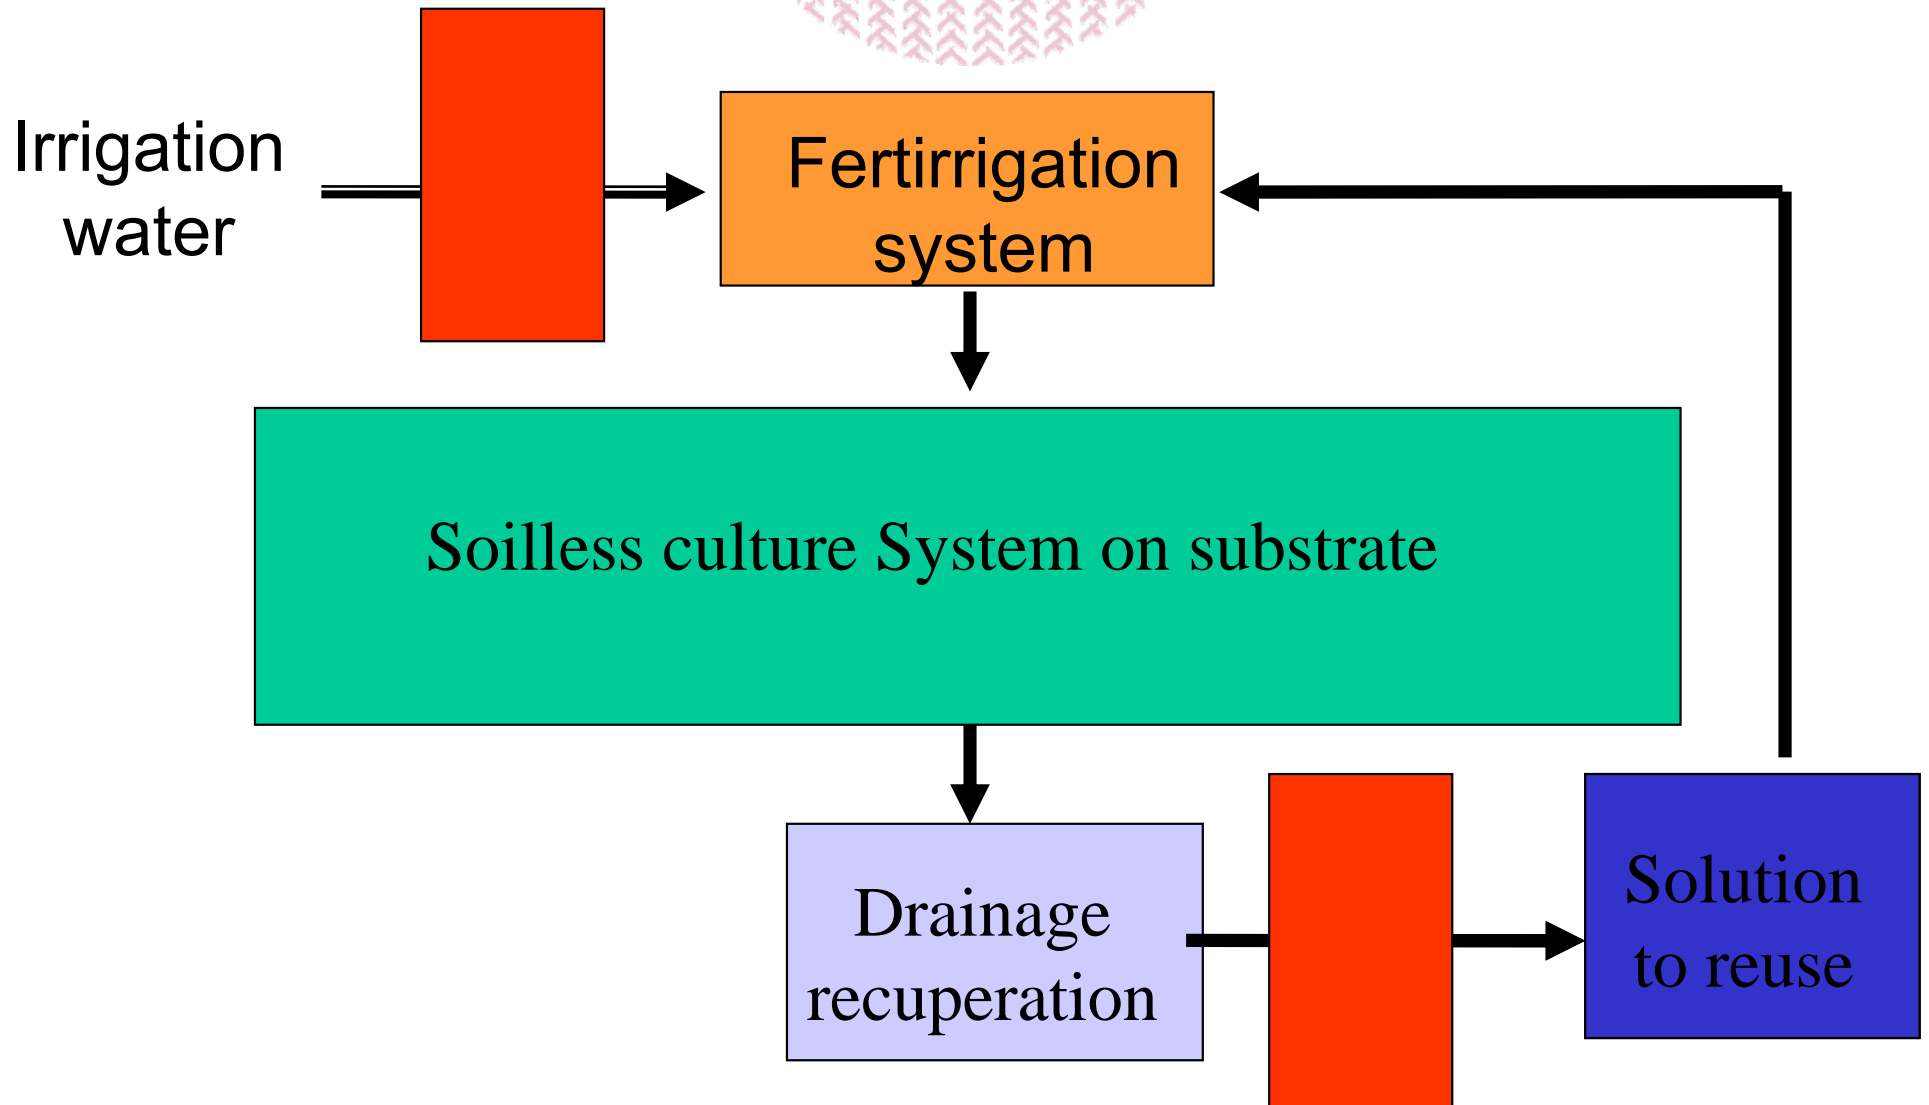 Irrigation
water
Fertirrigation
system
Soilless culture System on substrate
Drainage
recuperation
Solution
to reuse